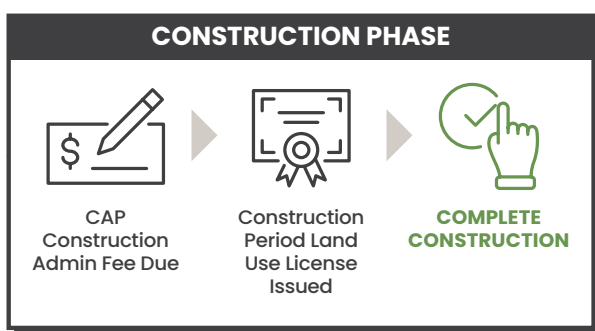 CONSTRUCTION PHASE
$
CAP
Construction
Admin Fee Due
Construction
Period Land
Use License
Issued
COMPLETE
CONSTRUCTION